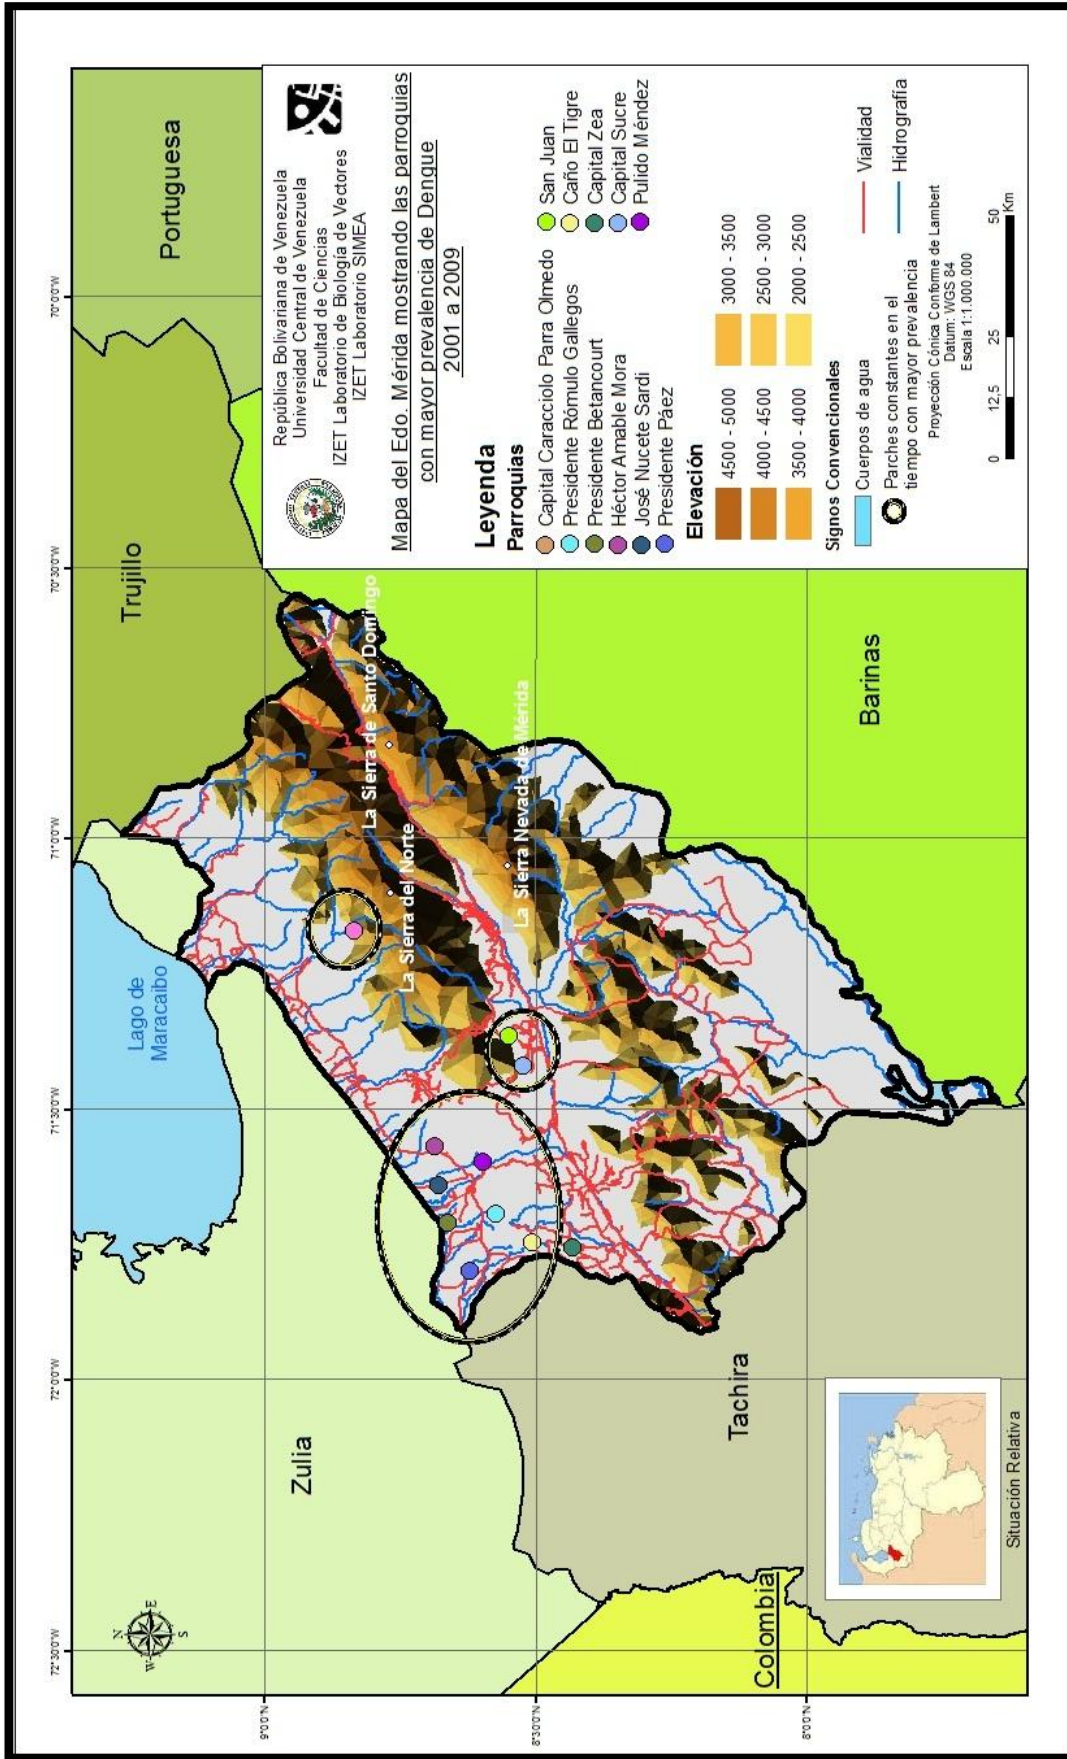 República Bolivariana de Venezuela
Universidad Central de Venezuela
Facultad de Ciencias
IZET Laboratorio de Biología de Vectores
IZET Laboratorio SIMEA
Mapa del Edo. Mérida mostrando las parroquias
con mayor prevalencia de Dengue
2001 a 2009
Leyenda
Parroquias
Capital Caracciolo Parra Olmedo
Presidente Rómulo Gallegos
Presidente Betancourt
Héctor Amable Mora
José Nucete Sardi
Presidente Páez
San Juan
Caño El Tigre
Capital Zea
Capital Sucre
Pulido Méndez
Elevación
4500 - 5000
4000 - 4500
3500 - 4000
3000 - 3500
2500 - 3000
2000 - 2500
Signos Convencionales
Cuerpos de agua
Parches constantes en el
tiempo con mayor prevalencia
Vialidad
Hidrografía
Proyección Cónica Conforme de Lambert
Datum: WGS 84
Escala 1:1.000.000
0 12,5 25 50
Km
72°30'0"W
72°0'0"W
71°30'0"W
71°0'0"W
70°30'0"W
70°0'0"W
9°0'0"N
8°30'0"N
8°0'0"N
N
W
E
S
Zulia
Lago de
Maracaibo
Trujillo
Portuguesa
La Sierra de Santo Domingo
La Sierra del Norte
La Sierra Nevada de Mérida
Barinas
Tachira
Colombia
Situación Relativa